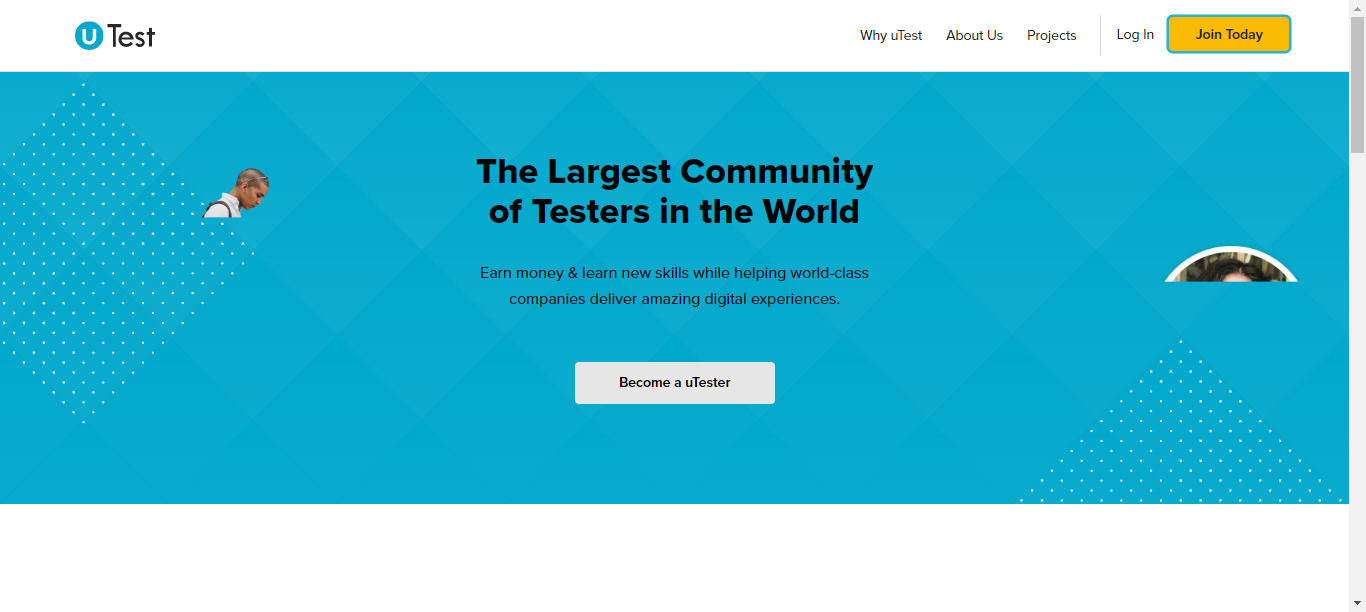 uTest
Why uTest
About Us
Projects
Log In
Join Today
The Largest Community
of Testers in the World
Earn money & learn new skills while helping world-class
companies deliver amazing digital experiences.
Become a uTester